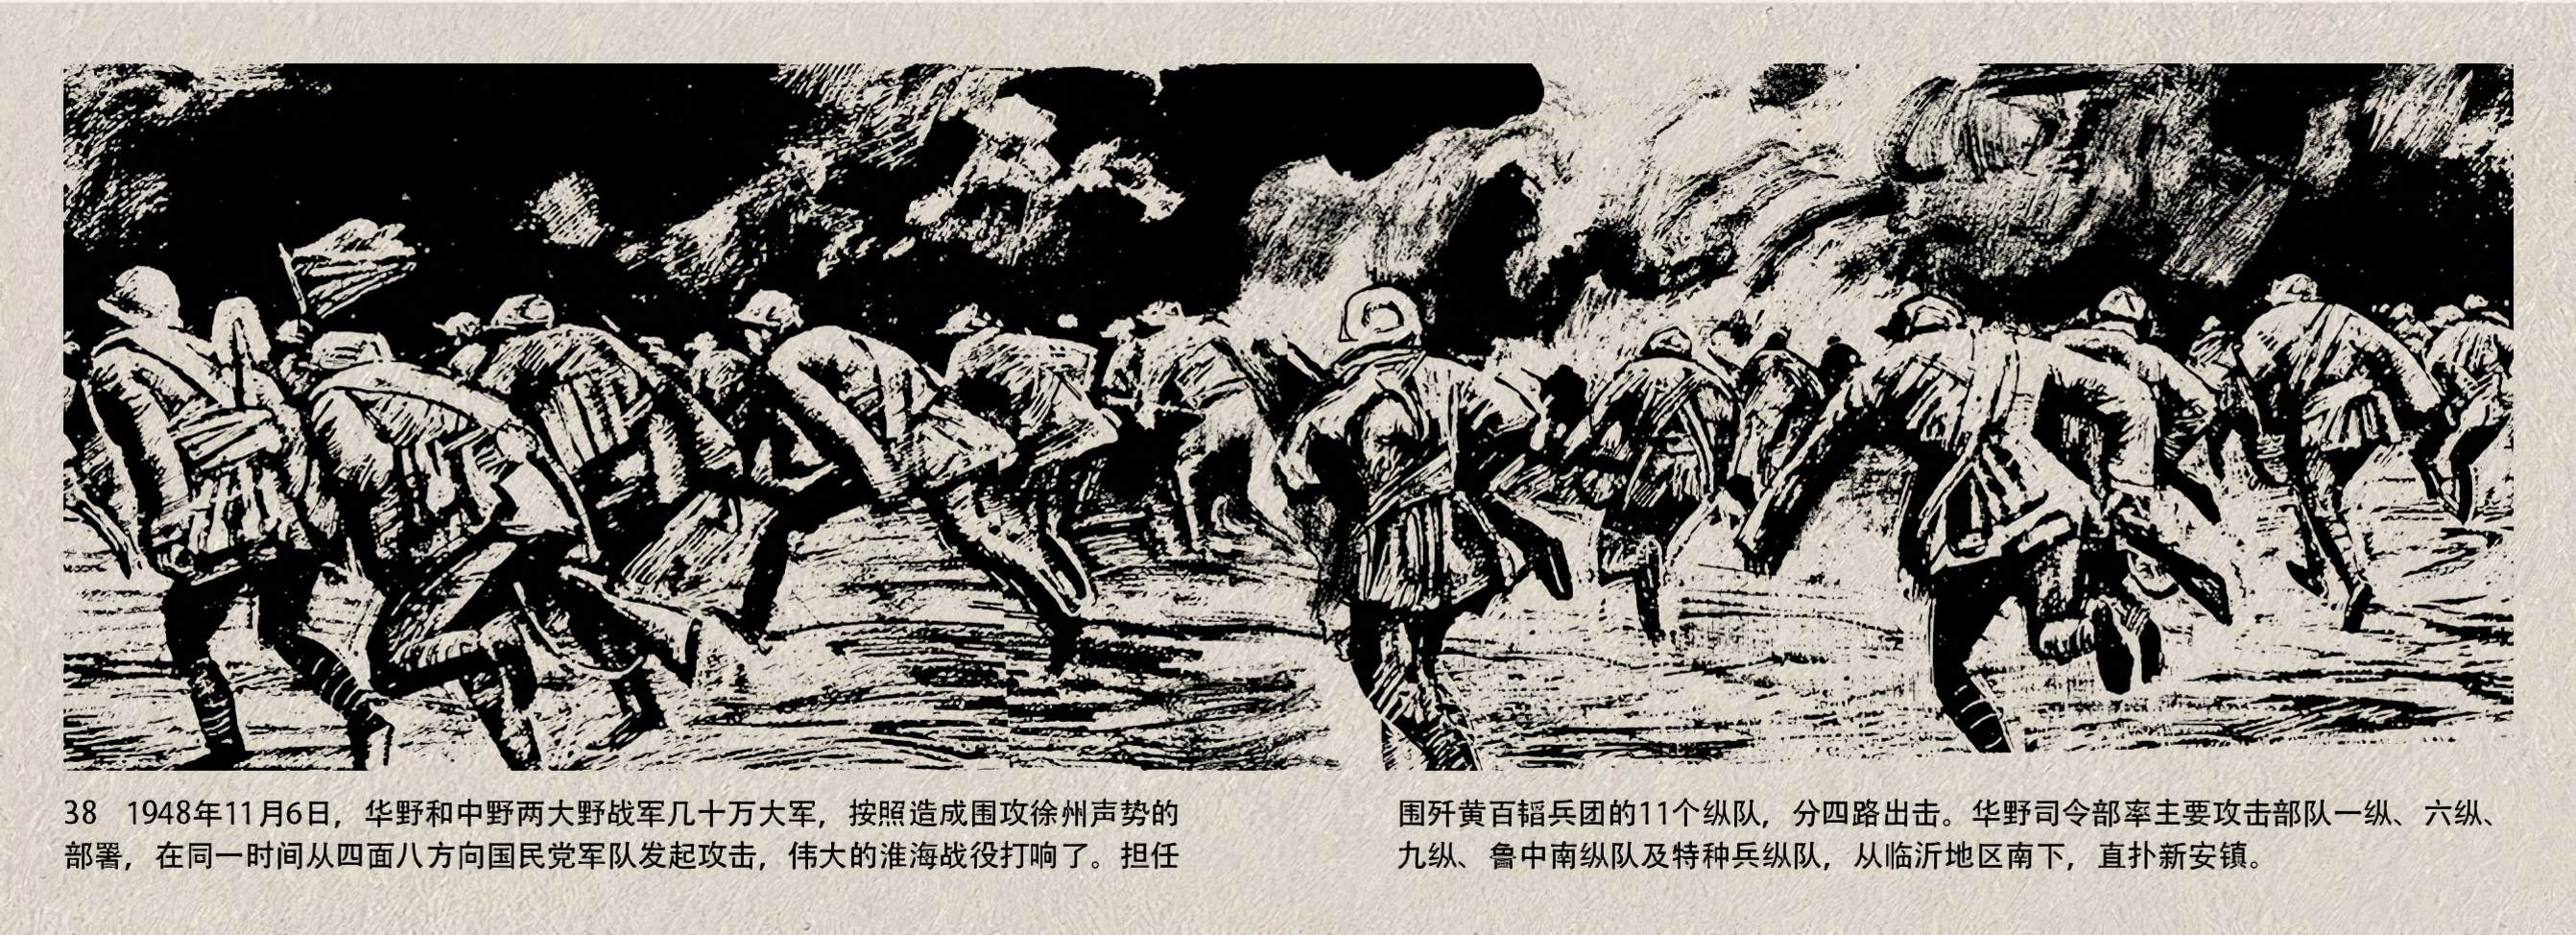 38 1948年11月6日，华野和中野两大野战军几十万大军，按照造成围攻徐州声势的
部署，在同一时间从四面八方向国民党军队发起攻击，伟大的淮海战役打响了。担任
围歼黄百韬兵团的11个纵队，分四路出击。华野司令部率主要攻击部队一纵、六纵、
九纵、鲁中南纵队及特种兵纵队，从临沂地区南下，直扑新安镇。